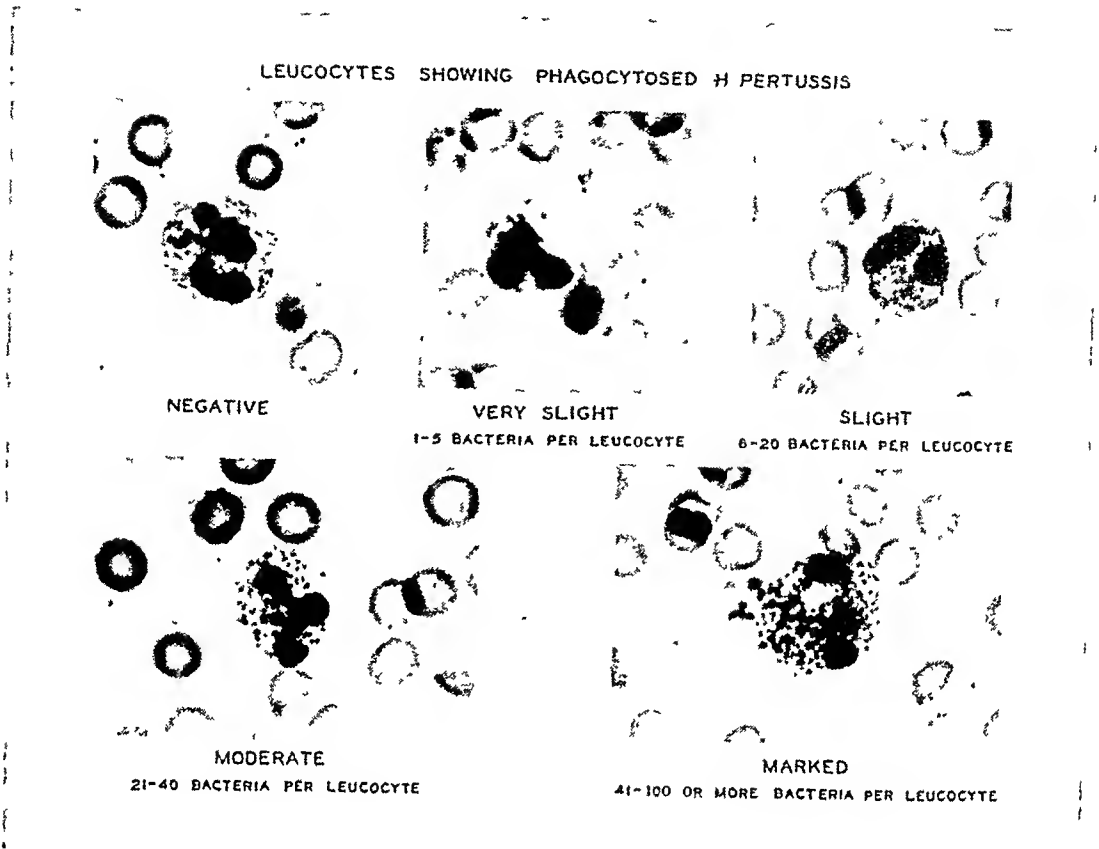 LEUCOCYTES SHOWING PHAGOCYTOSED H PERTUSSIS
NEGATIVE
VERY SLIGHT
1-5 BACTERIA PER LEUCOCYTE
SLIGHT
6-20 BACTERIA PER LEUCOCYTE
MODERATE
21-40 BACTERIA PER LEUCOCYTE
MARKED
41-100 OR MORE BACTERIA PER LEUCOCYTE